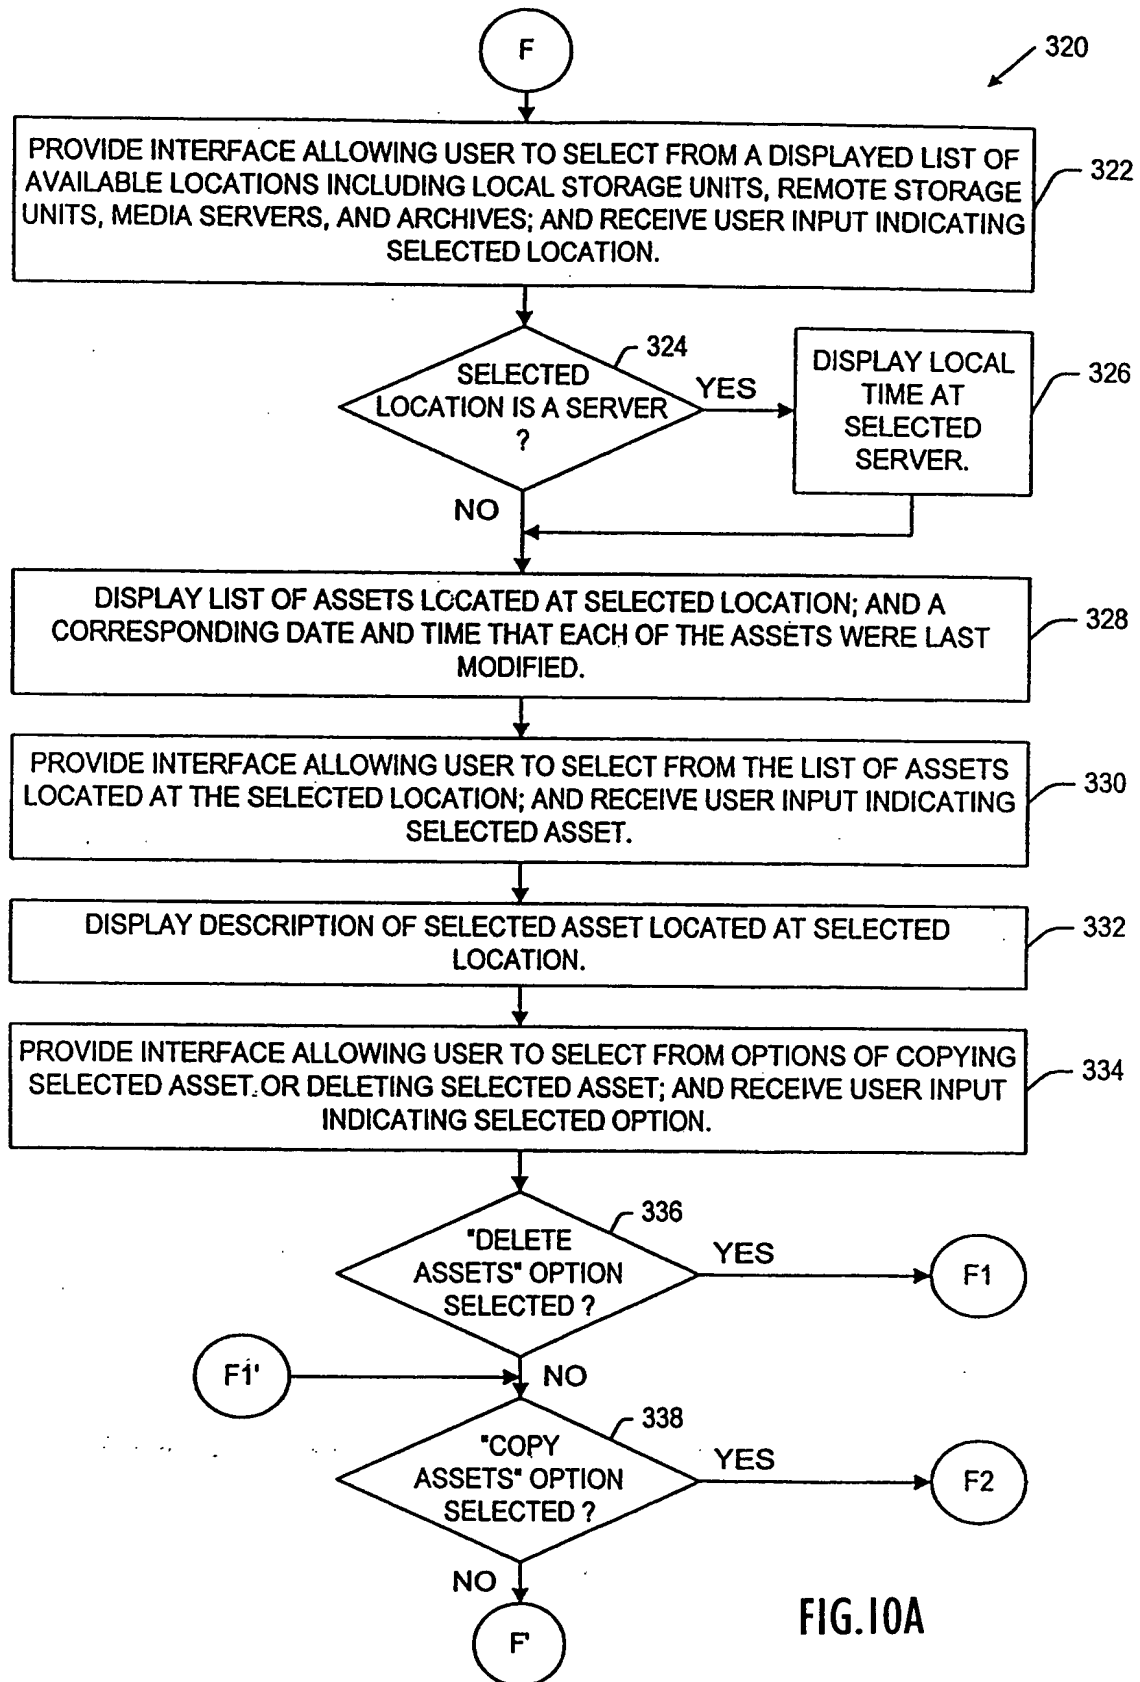 F
320
PROVIDE INTERFACE ALLOWING USER TO SELECT FROM A DISPLAYED LIST OF
AVAILABLE LOCATIONS INCLUDING LOCAL STORAGE UNITS, REMOTE STORAGE
UNITS, MEDIA SERVERS, AND ARCHIVES; AND RECEIVE USER INPUT INDICATING
SELECTED LOCATION.
322
324
SELECTED
LOCATION IS A SERVER
?
YES
DISPLAY LOCAL
TIME AT
SELECTED
SERVER.
326
NO
DISPLAY LIST OF ASSETS LOCATED AT SELECTED LOCATION; AND A
CORRESPONDING DATE AND TIME THAT EACH OF THE ASSETS WERE LAST
MODIFIED.
328
PROVIDE INTERFACE ALLOWING USER TO SELECT FROM THE LIST OF ASSETS
LOCATED AT THE SELECTED LOCATION; AND RECEIVE USER INPUT INDICATING
SELECTED ASSET.
330
DISPLAY DESCRIPTION OF SELECTED ASSET LOCATED AT SELECTED
LOCATION.
332
PROVIDE INTERFACE ALLOWING USER TO SELECT FROM OPTIONS OF COPYING
SELECTED ASSET OR DELETING SELECTED ASSET; AND RECEIVE USER INPUT
INDICATING SELECTED OPTION.
334
336
"DELETE
ASSETS" OPTION
SELECTED ?
YES
F1
F1'
NO
338
"COPY
ASSETS" OPTION
SELECTED ?
YES
F2
NO
F'
FIG.10A